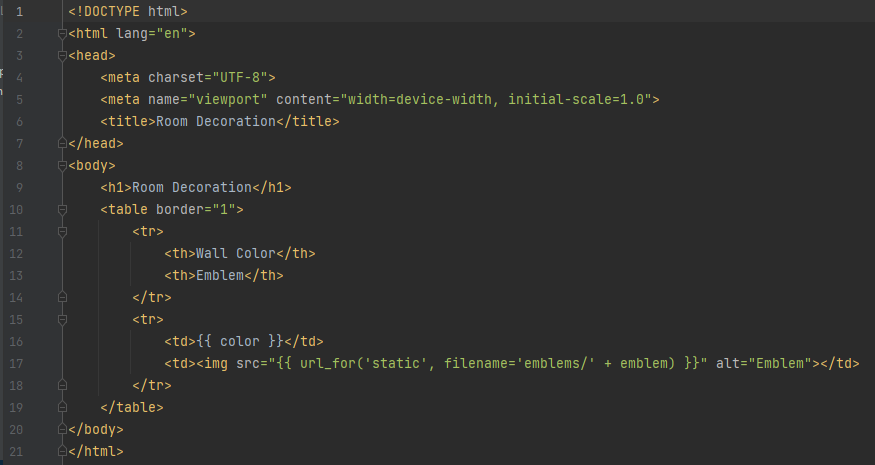 1 <!DOCTYPE html>
2 <html lang="en">
3 <head>
4     <meta charset="UTF-8">
5     <meta name="viewport" content="width=device-width, initial-scale=1.0">
6     <title>Room Decoration</title>
7 </head>
8 <body>
9     <h1>Room Decoration</h1>
10     <table border="1">
11         <tr>
12             <th>Wall Color</th>
13             <th>Emblem</th>
14         </tr>
15         <tr>
16             <td>{{ color }}</td>
17             <td><img src="{{ url_for('static', filename='emblems/' + emblem) }}" alt="Emblem"></td>
18         </tr>
19     </table>
20 </body>
21 </html>